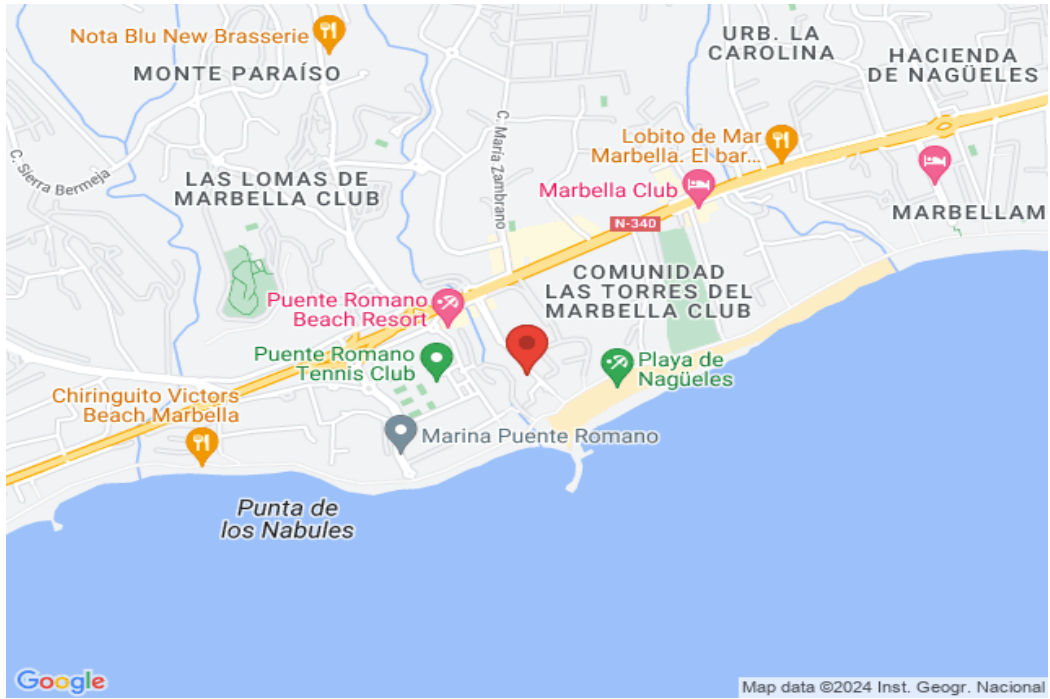 Nota Blu New Brasserie
MONTE PARAÍSO
URB. LA
CAROLINA
HACIENDA
DE NAGÜELES
C. Sierra Bermeja
C. María Zambrano
Lobito de Mar
Marbella. El bar...
LAS LOMAS DE
MARBELLA CLUB
Marbella Club
MARBELLAM
N-340
COMUNIDAD
LAS TORRES DEL
MARBELLA CLUB
Puente Romano
Beach Resort
Puente Romano
Tennis Club
Playa de
Nagüeles
Chiringuito Victors
Beach Marbella
Marina Puente Romano
Punta de
los Nabules
Google
Map data ©2024 Inst. Geogr. Nacional